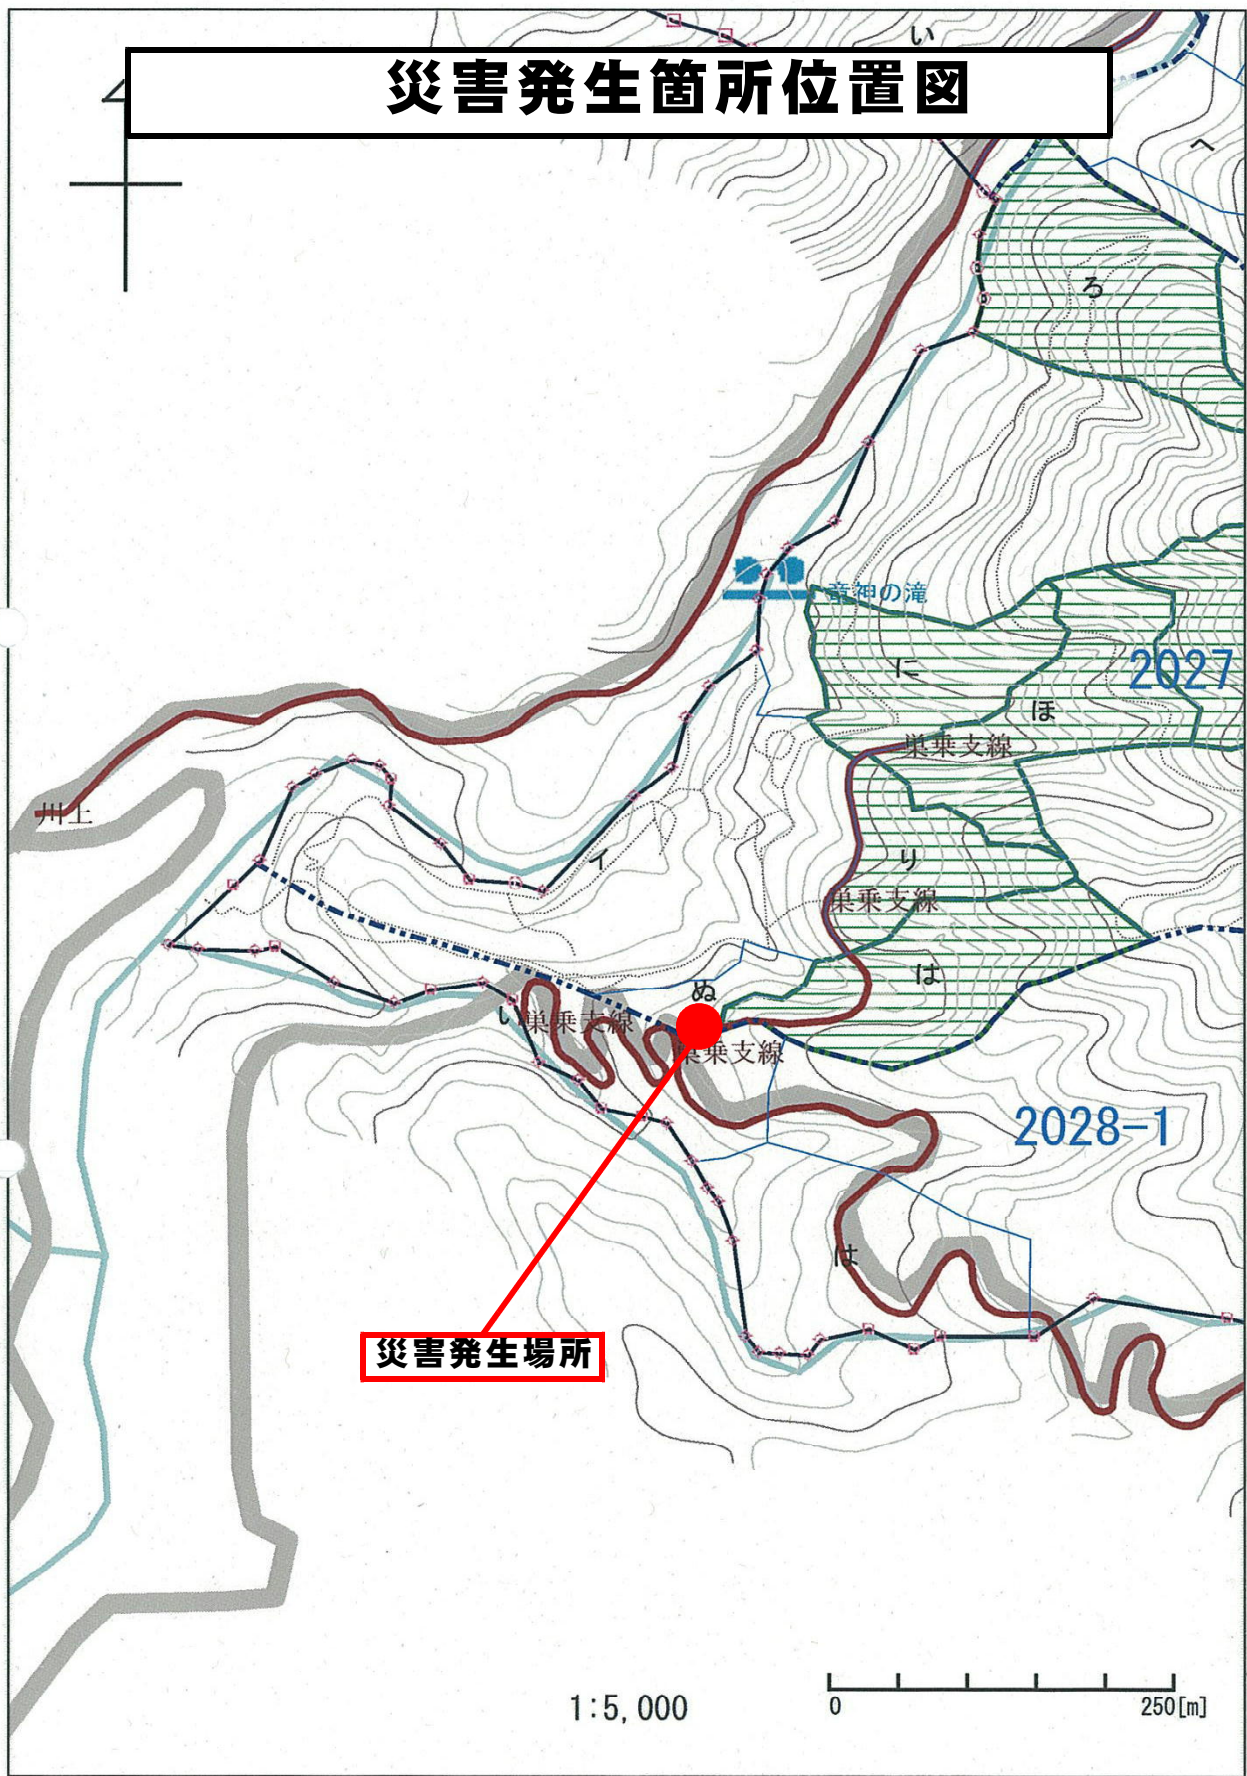 い
災害発生箇所位置図
へ
ろ
竜神の滝
に
2027
ほ
巣乗支線
川上
イ
り
巣乗支線
は
ぬ
い
巣乗支線
巣乗支線
2028-1
は
災害発生場所
1:5,000
0
250[m]